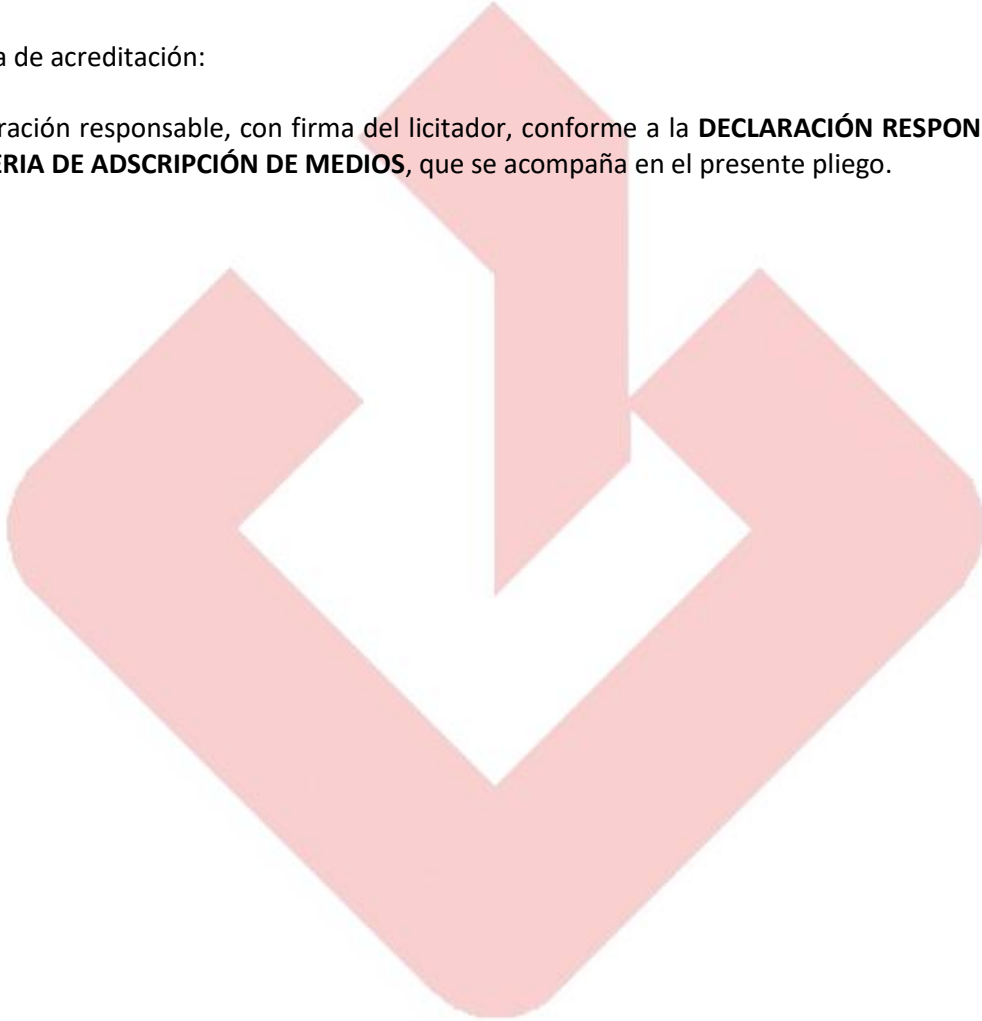 a de acreditación:
ración responsable, con firma del licitador, conforme a la DECLARACIÓN RESPON
ERIA DE ADSCRIPCIÓN DE MEDIOS, que se acompaña en el presente pliego.